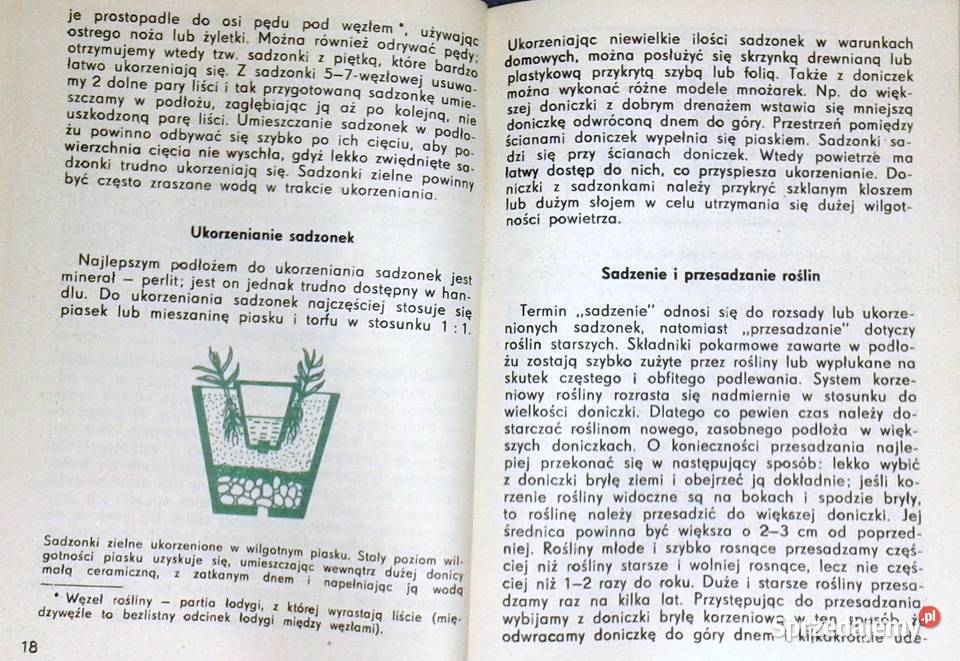 je prostopadle do osi pędu pod węzłem*, używając
ostrego noża lub żyletki. Można również odrywać pędy;
otrzymujemy wtedy tzw. sadzonki z piętką, które bardzo
łatwo ukorzeniają się. Z sadzonki 5–7-węzłowej usuwa-
my 2 dolne pary liści i tak przygotowaną sadzonkę umie-
szczamy w podłożu, zagłębiając ją aż po kolejną, nie
uszkodzoną parę liści. Umieszczanie sadzonek w podło-
żu powinno odbywać się szybko po ich cięciu, aby po-
wierzchnia cięcia nie wyschła, gdyż lekko zwiędnięte sa-
dzonki trudno ukorzeniają się. Sadzonki zielne powinny
być często zraszane wodą w trakcie ukorzeniania.
Ukorzenianie sadzonek
Najlepszym podłożem do ukorzeniania sadzonek jest
minerał – perlit; jest on jednak trudno dostępny w han-
dlu. Do ukorzeniania sadzonek najczęściej stosuje się
piasek lub mieszaninę piasku i torfu w stosunku 1 : 1.
Sadzonki zielne ukorzenione w wilgotnym piasku. Stały poziom wil-
gotności piasku uzyskuje się, umieszczając wewnątrz dużej donicy
małą ceramiczną, z zatkanym dnem i napełniając ją wodą
* Węzeł rośliny – partia łodygi, z której wyrastają liście (mię-
dzywęźle to bezlistny odcinek łodygi między węzłami).
18
Ukorzeniając niewielkie ilości sadzonek w warunkach
domowych, można posłużyć się skrzynką drewnianą lub
plastykową przykrytą szybą lub folią. Także z doniczek
można wykonać różne modele mnożarek. Np. do więk-
szej doniczki z dobrym drenażem wstawia się mniejszą
doniczkę odwróconą dnem do góry. Przestrzeń pomiędzy
ścianami doniczek wypełnia się piaskiem. Sadzonki sa-
dzi się przy ścianach doniczek. Wtedy powietrze ma
łatwy dostęp do nich, co przyspiesza ukorzenianie. Do-
niczki z sadzonkami należy przykryć szklanym kloszem
lub dużym słojem w celu utrzymania się dużej wilgot-
ności powietrza.
Sadzenie i przesadzanie roślin
Termin „sadzenie" odnosi się do rozsady lub ukorze-
nionych sadzonek, natomiast „przesadzanie" dotyczy
roślin starszych. Składniki pokarmowe zawarte w podło-
żu zostają szybko zużyte przez rośliny lub wypłukane na
skutek częstego i obfitego podlewania. System korze-
niowy rośliny rozrasta się nadmiernie w stosunku do
wielkości doniczki. Dlatego co pewien czas należy do-
starczać roślinom nowego, zasobnego podłoża w więk-
szych doniczkach. O konieczności przesadzania najle-
piej przekonać się w następujący sposób: lekko wybić
z doniczki bryłę ziemi i obejrzeć ją dokładnie; jeśli ko-
rzenie rośliny widoczne są na bokach i spodzie bryły,
to roślinę należy przesadzić do większej doniczki. Jej
średnica powinna być większa o 2–3 cm od poprzed-
niej. Rośliny młode i szybko rosnące przesadzamy częś-
ciej niż rośliny starsze i wolniej rosnące, lecz nie częś-
ciej niż 1–2 razy do roku. Duże i starsze rośliny przesa-
dzamy raz na kilka lat. Przystępując do przesadzania
wybijamy z doniczki bryłę korzeniową w ten sposób, że
odwracamy doniczkę do góry dnem i kilkakrotnie ude-
Sprzedajemy.pl